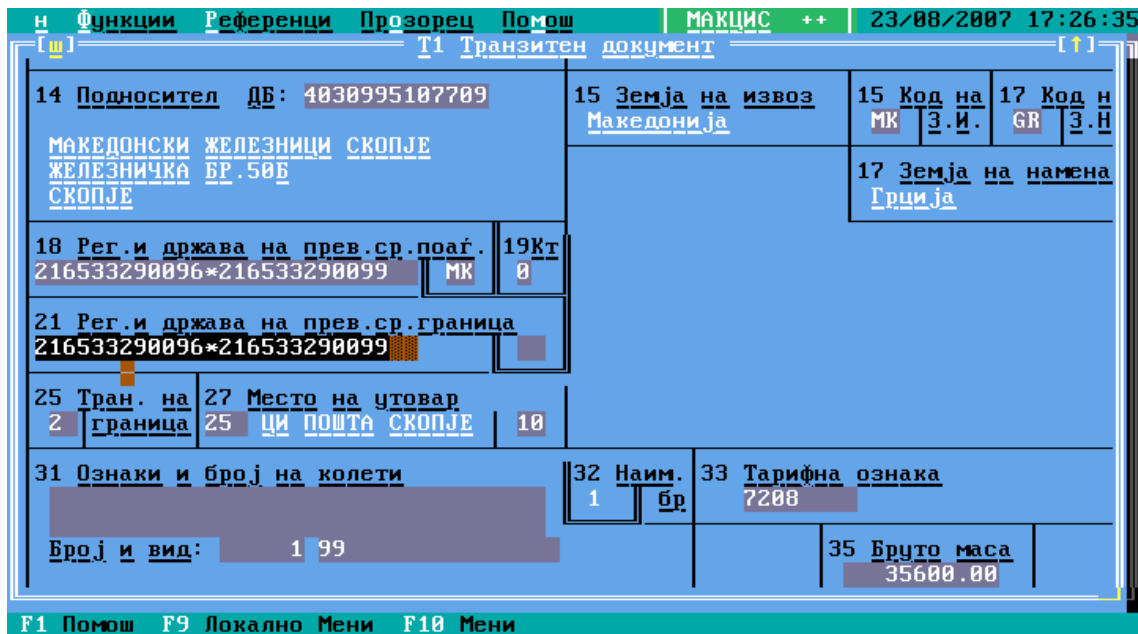 н Функции Референци Прозорец Помош МАКЦИС ++ 23/08/2007 17:26:35
[ш] Т1 Транзитен документ [↑]
14 Подносител ДБ: 4030995107709 15 Земја на извоз 15 Код на 17 Код н
Македонија МК З.И. GR З.Н
МАКЕДОНСКИ ЖЕЛЕЗНИЦИ СКОПЈЕ
ЖЕЛЕЗНИЧКА БР.50Б 17 Земја на намена
СКОПЈЕ Грција
18 Рег.и држава на прев.ср.поаѓ. 19Кт
216533290096*216533290099 МК 0
21 Рег.и држава на прев.ср.граница
216533290096*216533290099
25 Тран. на 27 Место на утовар
2 граница 25 ЦИ ПОШТА СКОПЈЕ 10
31 Ознаки и број на колети 32 Наим. 33 Тарифна ознака
1 бр 7208
Број и вид: 1 99 35 Бруто маса
35600.00
F1 Помош F9 Локално Мени F10 Мени